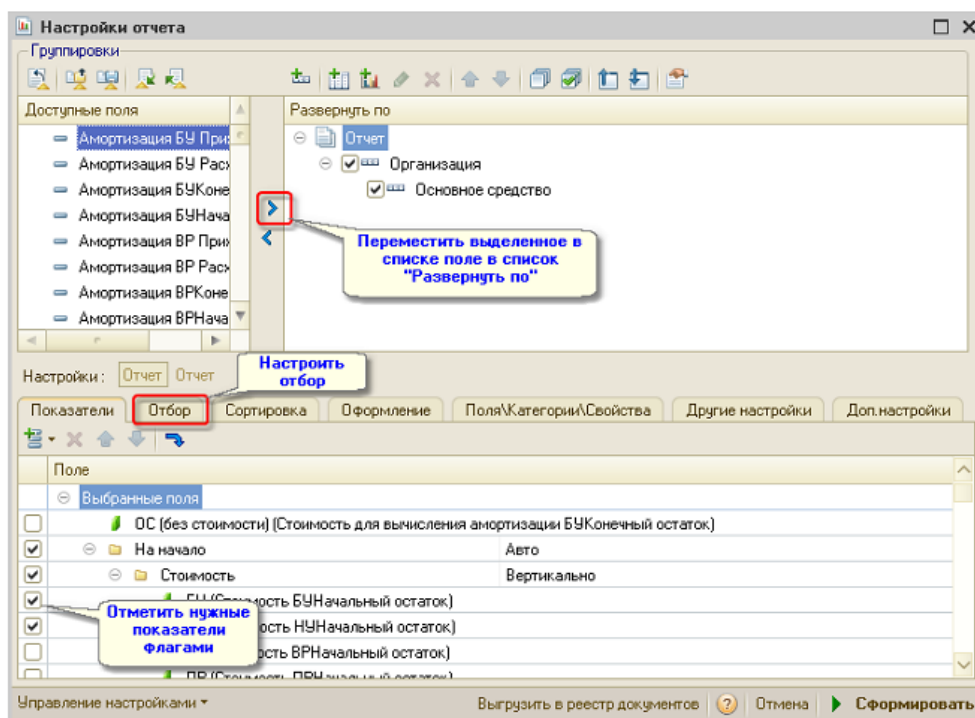 Настройки отчета
Группировки
Доступные поля
Развернуть по
Амортизация БУ При
Отчет
Амортизация БУ Рас
Организация
Амортизация БУКоне
Основное средство
Амортизация БУНача
Амортизация ВР При
Переместить выделенное в
списке поле в список
"Развернуть по"
Амортизация ВР Рас
Амортизация ВРКоне
Амортизация ВРНача
Настроить
отбор
Настройки: Отчет Отчет
Показатели Отбор Сортировка Оформление Поля\Категории\Свойства Другие настройки Доп.настройки
Поле
Выбранные поля
ОС (без стоимости) (Стоимость для вычисления амортизации БУКонечный остаток)
На начало Авто
Стоимость Вертикально
БУ (Стоимость БУНачальный остаток)
Отметить нужные
показатели
флагами
ость НУНачальный остаток)
ость ВРНачальный остаток)
ПР (Стоимость ПРНачальный остаток)
Управление настройками Выгрузить в реестр документов ? Отмена Сформировать